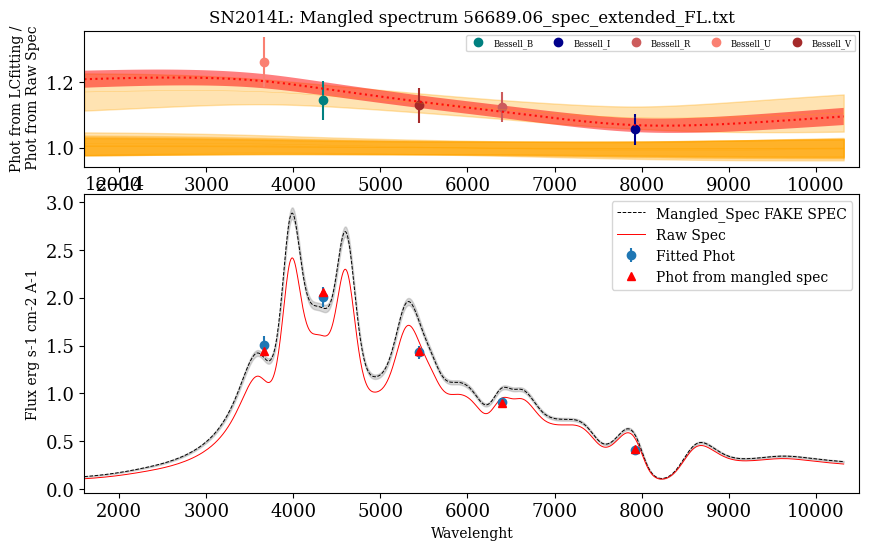 SN2014L: Mangled spectrum 56689.06_spec_extended_FL.txt
Phot from LCfitting /
Phot from Raw Spec
Bessell_B Bessell_I Bessell_R Bessell_U Bessell_V
1.2
1.0
2000 3000 4000 5000 6000 7000 8000 9000 10000
1e−14
Mangled_Spec FAKE SPEC
Raw Spec
Fitted Phot
Phot from mangled spec
Flux erg s-1 cm-2 A-1
3.0
2.5
2.0
1.5
1.0
0.5
0.0
2000 3000 4000 5000 6000 7000 8000 9000 10000
Wavelenght